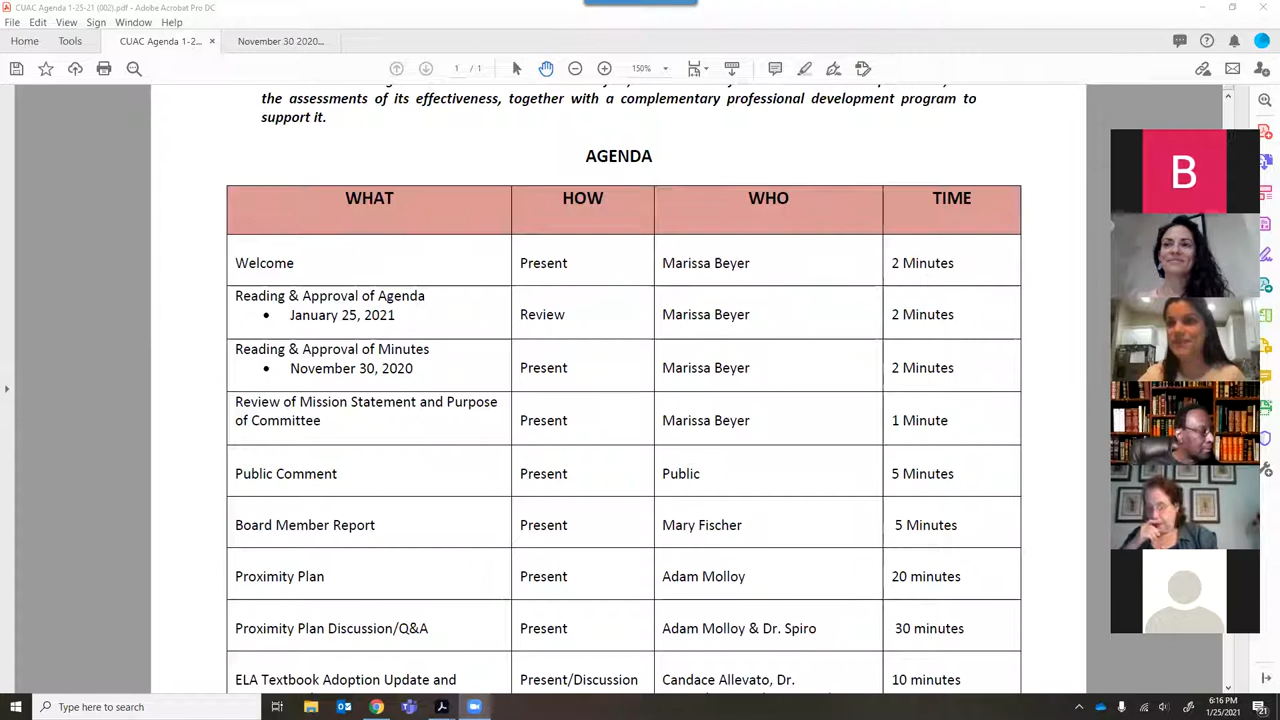 CUAC Agenda 1-25-21 (002).pdf - Adobe Acrobat Pro DC
File Edit View Sign Window Help
Home Tools CUAC Agenda 1-2... × November 30 2020...
1 / 1 150%
the assessments of its effectiveness, together with a complementary professional development program to
support it.
AGENDA
WHAT HOW WHO TIME
Welcome Present Marissa Beyer 2 Minutes
Reading & Approval of Agenda
• January 25, 2021 Review Marissa Beyer 2 Minutes
Reading & Approval of Minutes
• November 30, 2020 Present Marissa Beyer 2 Minutes
Review of Mission Statement and Purpose
of Committee Present Marissa Beyer 1 Minute
Public Comment Present Public 5 Minutes
Board Member Report Present Mary Fischer 5 Minutes
Proximity Plan Present Adam Molloy 20 minutes
Proximity Plan Discussion/Q&A Present Adam Molloy & Dr. Spiro 30 minutes
ELA Textbook Adoption Update and Present/Discussion Candace Allevato, Dr. 10 minutes
B
Type here to search
6:16 PM
1/25/2021
21